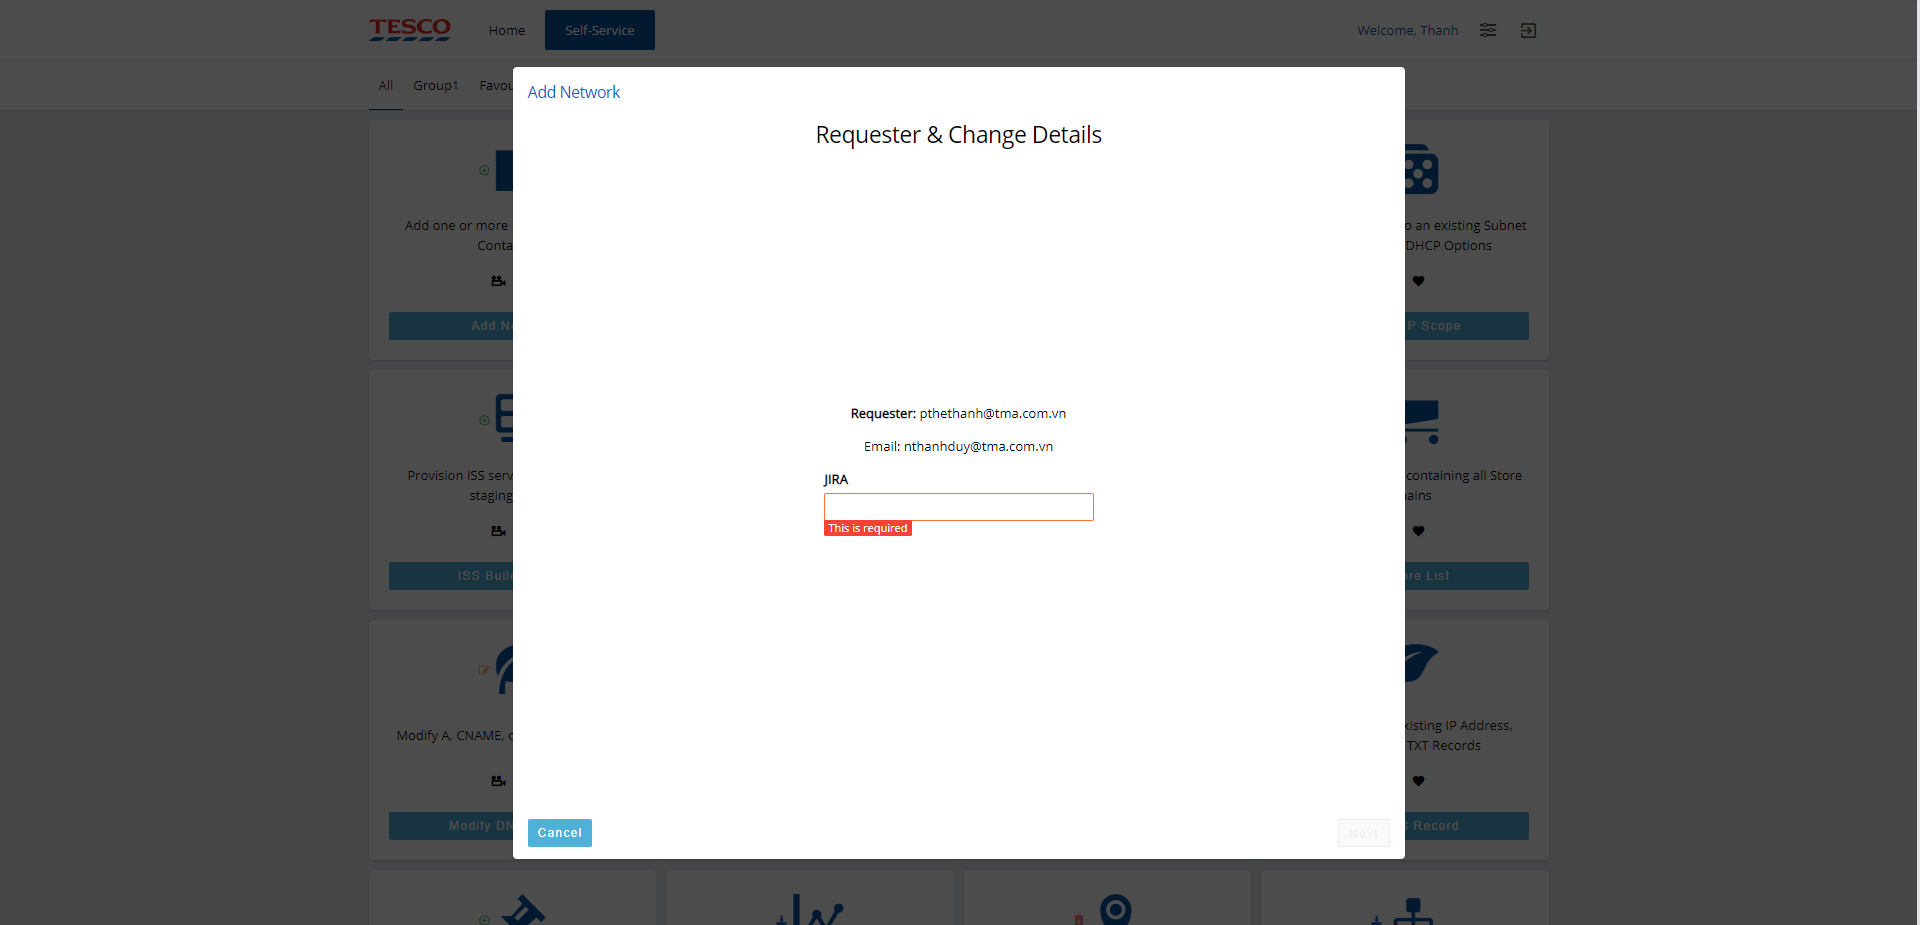 TESCO
Home
Self-Service
Welcome, Thanh
All
Group1
Favou
Add Network
Requester & Change Details
Add one or more
Conta
o an existing Subnet
DHCP Options
Add Ne
P Scope
Requester: pthethanh@tma.com.vn
Email: nthanhduy@tma.com.vn
JIRA
This is required
Provision ISS serv
staging
containing all Store
ains
ISS Build
ore List
Modify A, CNAME, o
xisting IP Address,
TXT Records
Modify DN
S Record
Cancel
Next